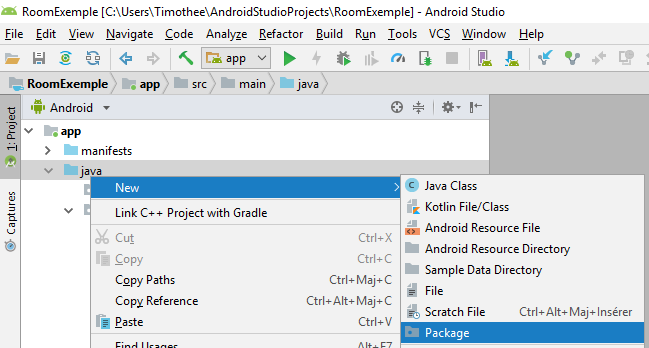 RoomExemple [C:\Users\Timothee\AndroidStudioProjects\RoomExemple] - Android Studio
File Edit View Navigate Code Analyze Refactor Build Run Tools VCS Window Help
app
RoomExemple app src main java
1: Project
Captures
Android
app
manifests
java
New
Link C++ Project with Gradle
Cut Ctrl+X
Copy Ctrl+C
Copy Paths Ctrl+Maj+C
Copy Reference Ctrl+Alt+Maj+C
Paste Ctrl+V
Find Usages Alt+F7
Java Class
Kotlin File/Class
Android Resource File
Android Resource Directory
Sample Data Directory
File
Scratch File Ctrl+Alt+Maj+Insérer
Package